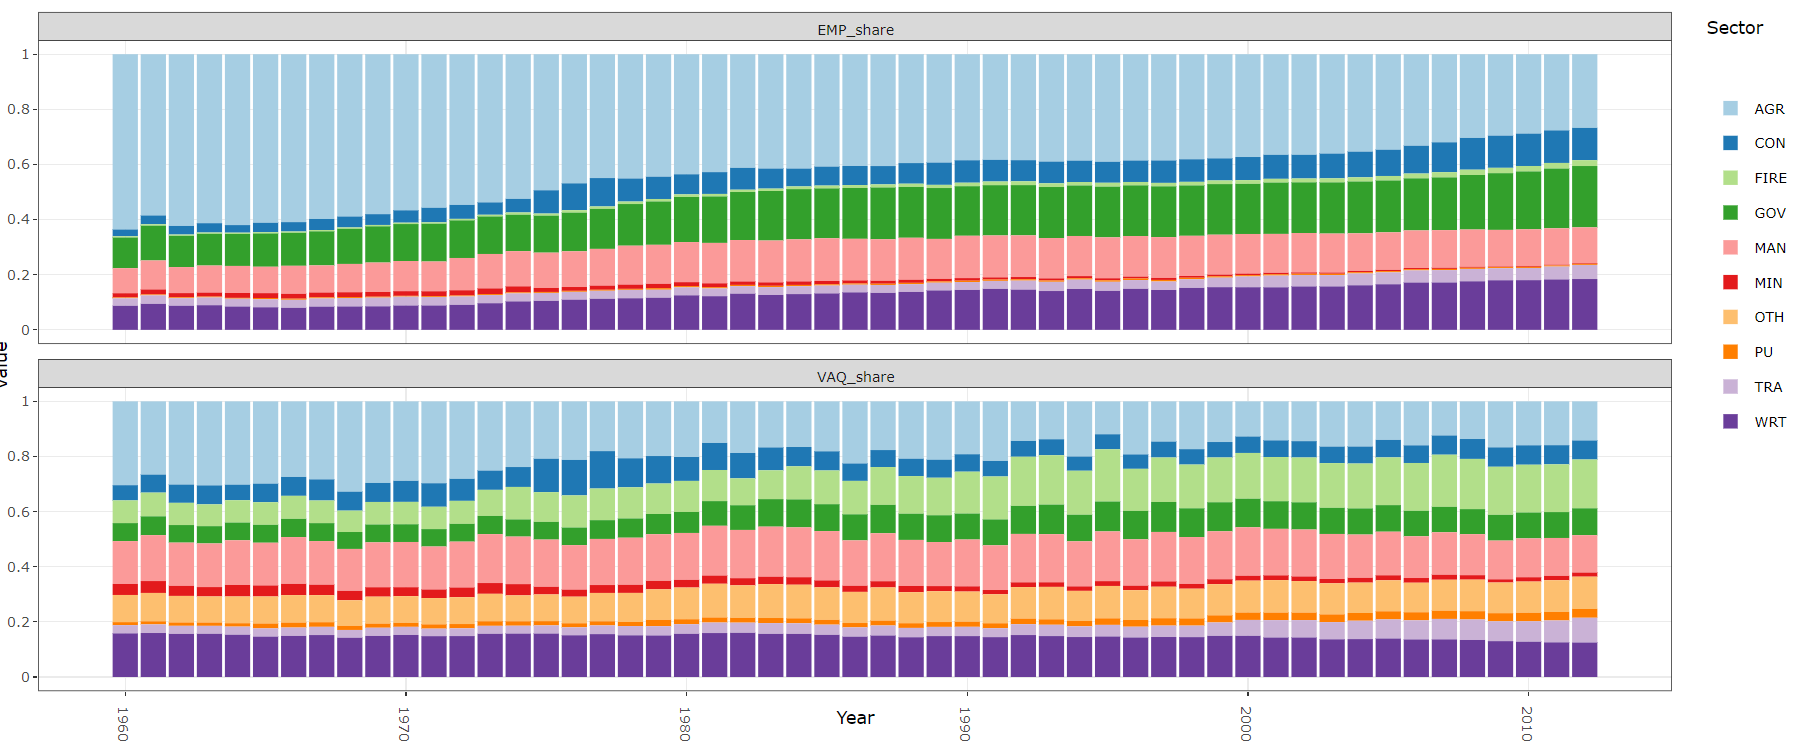 EMP_share
1
0.8
0.6
0.4
0.2
0
VAQ_share
1
0.8
0.6
0.4
0.2
0
value
1960
1970
1980
1990
2000
2010
Year
Sector
AGR
CON
FIRE
GOV
MAN
MIN
OTH
PU
TRA
WRT